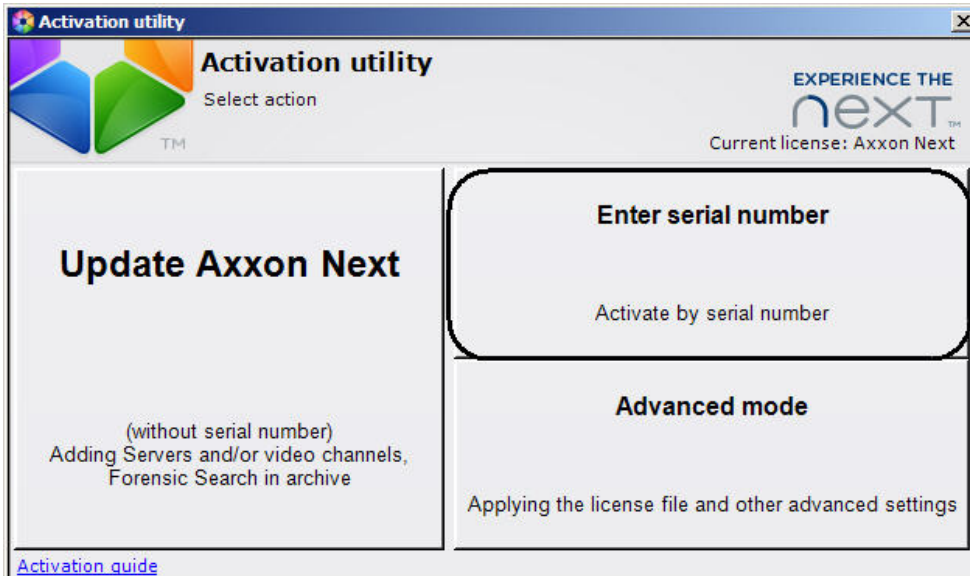 Activation utility
Activation utility
Select action
TM
EXPERIENCE THE
next TM
Current license: Axxon Next
Update Axxon Next
(without serial number)
Adding Servers and/or video channels,
Forensic Search in archive
Enter serial number
Activate by serial number
Advanced mode
Applying the license file and other advanced settings
Activation guide